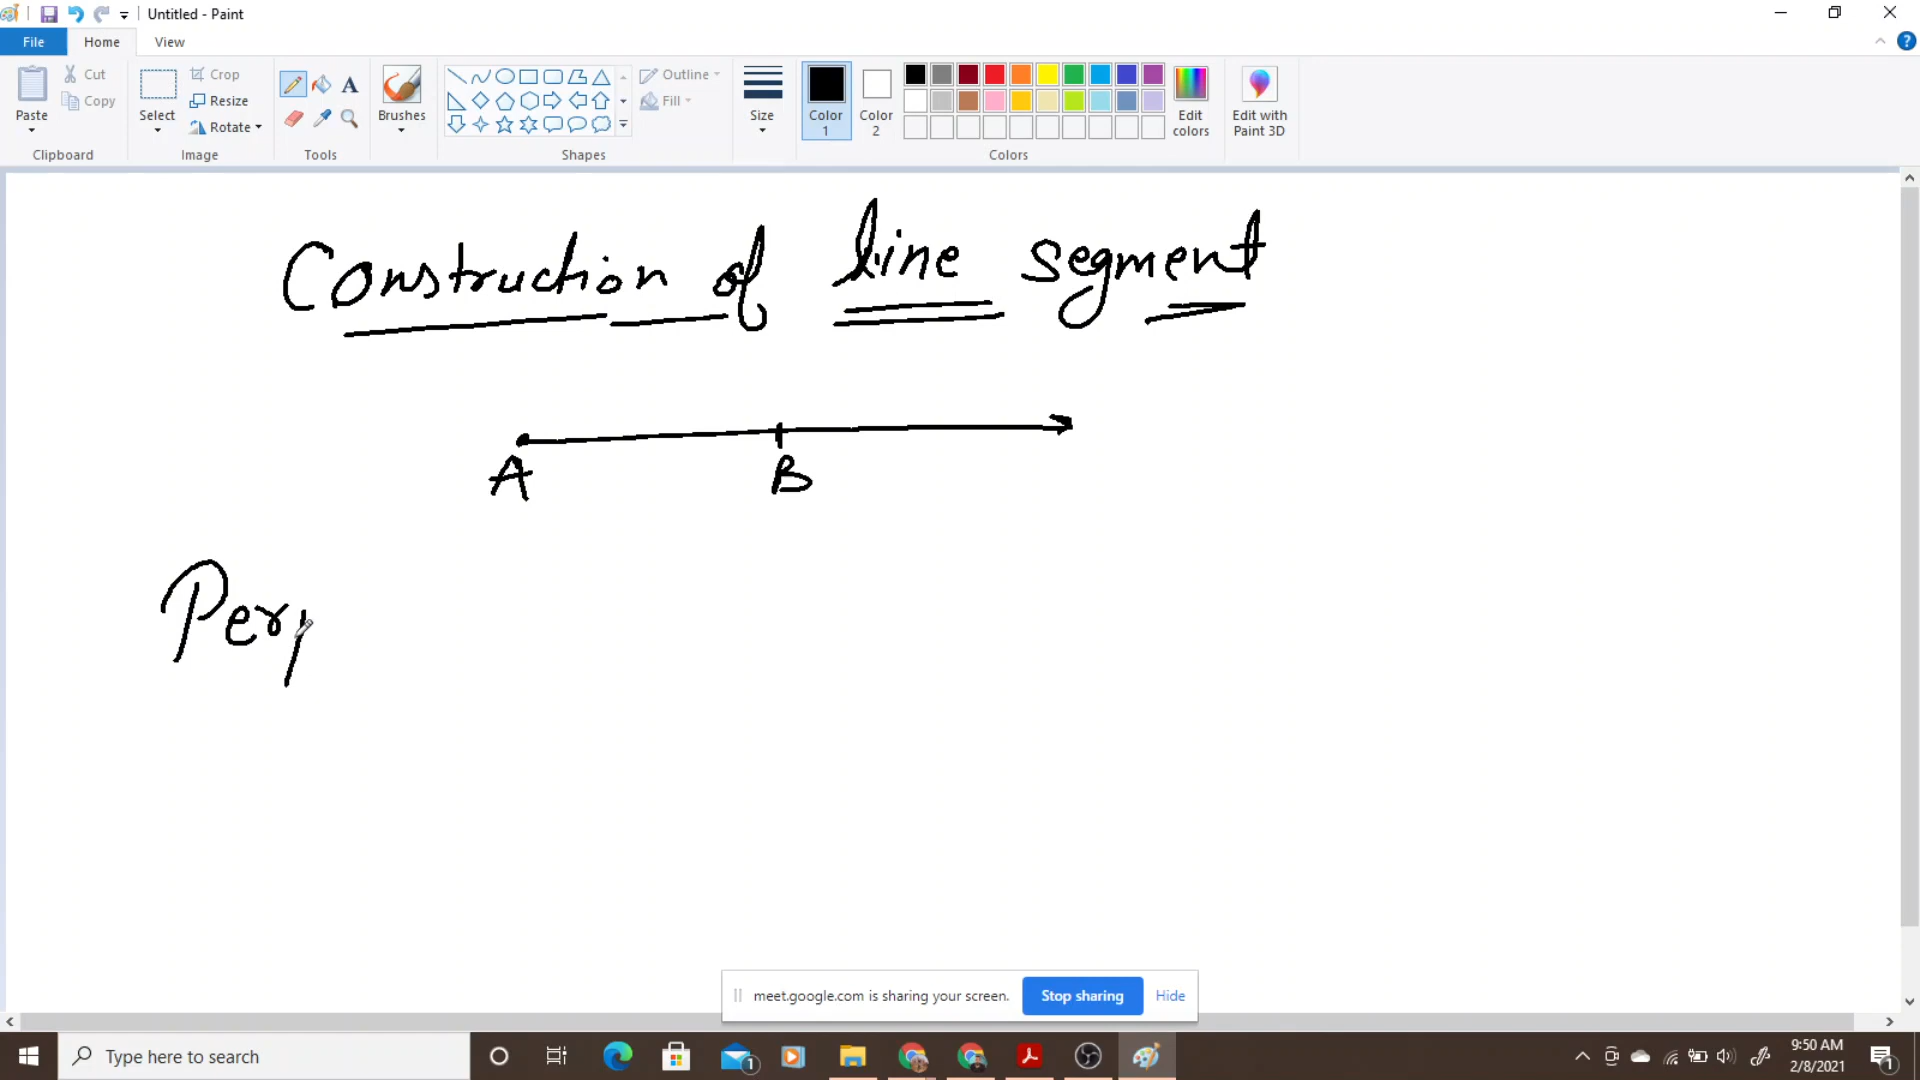 Untitled - Paint
File Home View
Paste Cut Copy Clipboard
Select Crop Resize Rotate Image
Tools
Brushes
Outline Fill Shapes
Size
Color 1 Color 2 Edit colors Colors
Edit with Paint 3D
Construction of line segment
A B
Per
meet.google.com is sharing your screen. Stop sharing Hide
Type here to search
1
9:50 AM
2/8/2021
1